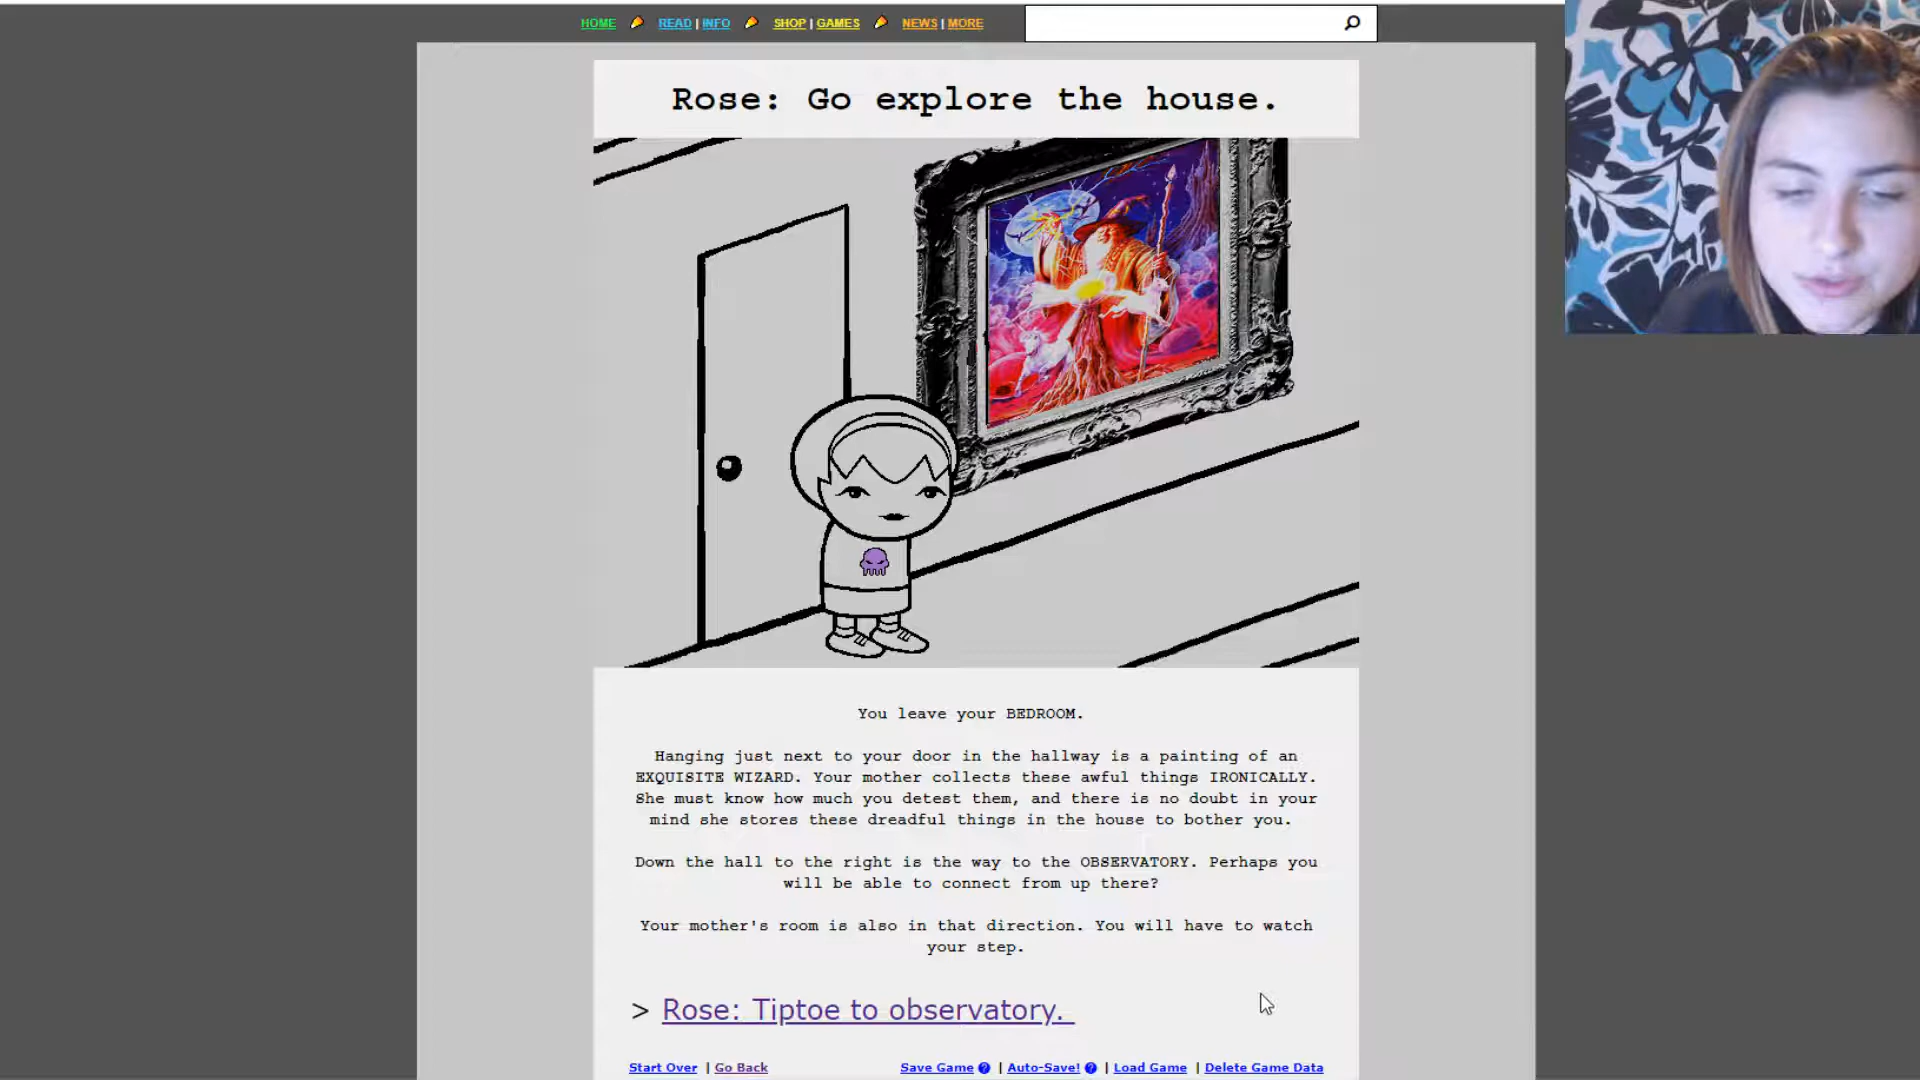 HOME READ | INFO SHOP | GAMES NEWS | MORE
Rose: Go explore the house.
You leave your BEDROOM.
Hanging just next to your door in the hallway is a painting of an
EXQUISITE WIZARD. Your mother collects these awful things IRONICALLY.
She must know how much you detest them, and there is no doubt in your
mind she stores these dreadful things in the house to bother you.
Down the hall to the right is the way to the OBSERVATORY. Perhaps you
will be able to connect from up there?
Your mother's room is also in that direction. You will have to watch
your step.
> Rose: Tiptoe to observatory.
Start Over | Go Back Save Game ? | Auto-Save! ? | Load Game | Delete Game Data